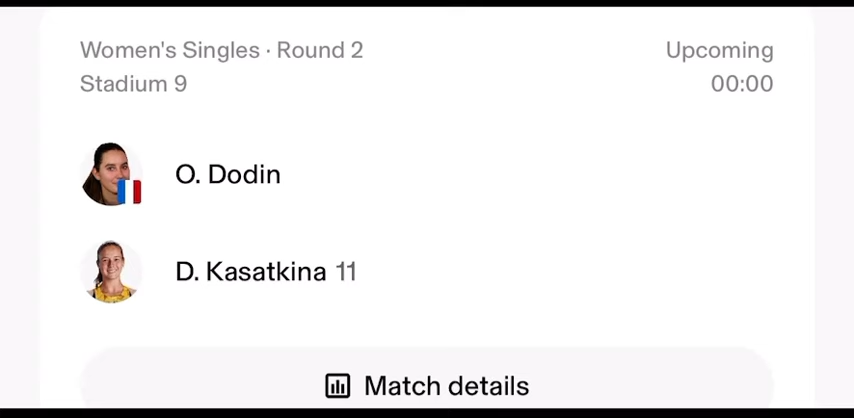 Women's Singles · Round 2
Upcoming
Stadium 9
00:00
O. Dodin
D. Kasatkina 11
Match details